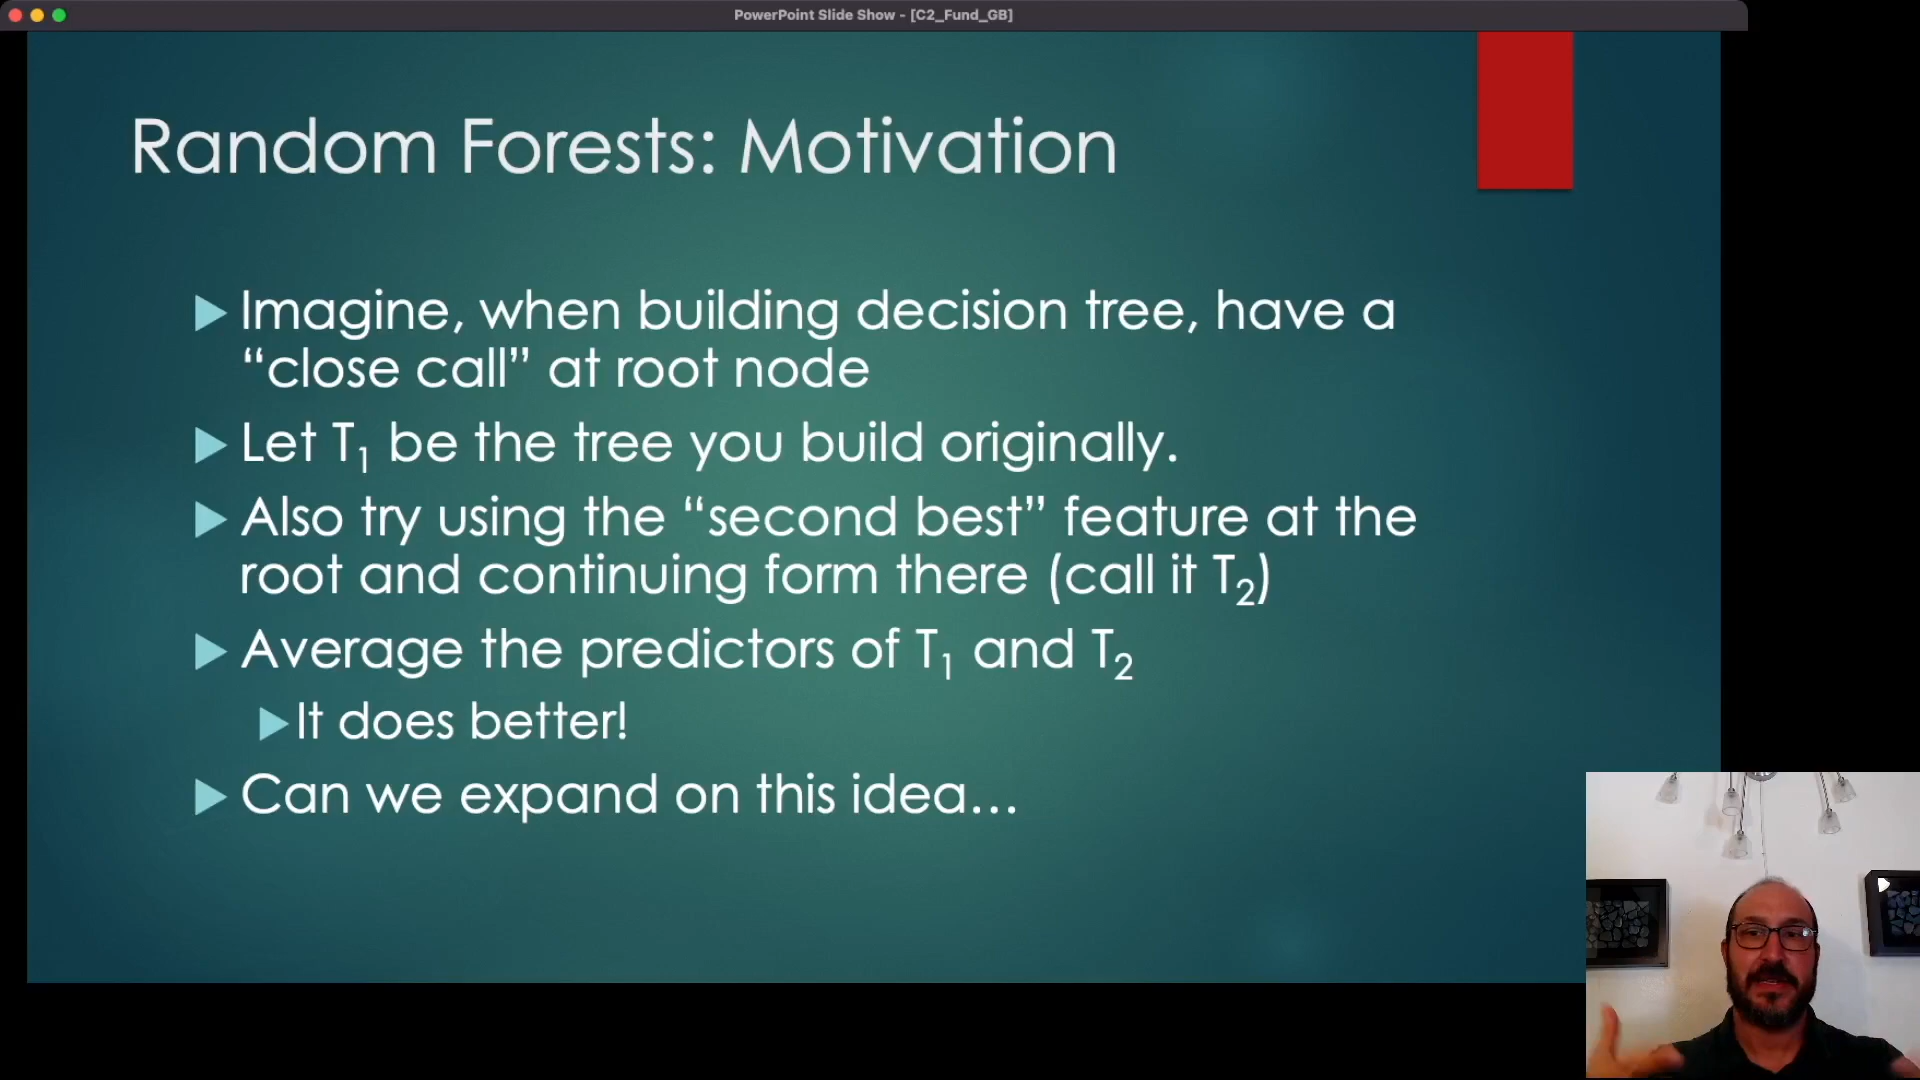 PowerPoint Slide Show - [C2_Fund_GB]
Random Forests: Motivation
Imagine, when building decision tree, have a
“close call” at root node
Let T1 be the tree you build originally.
Also try using the “second best” feature at the
root and continuing form there (call it T2)
Average the predictors of T1 and T2
It does better!
Can we expand on this idea…